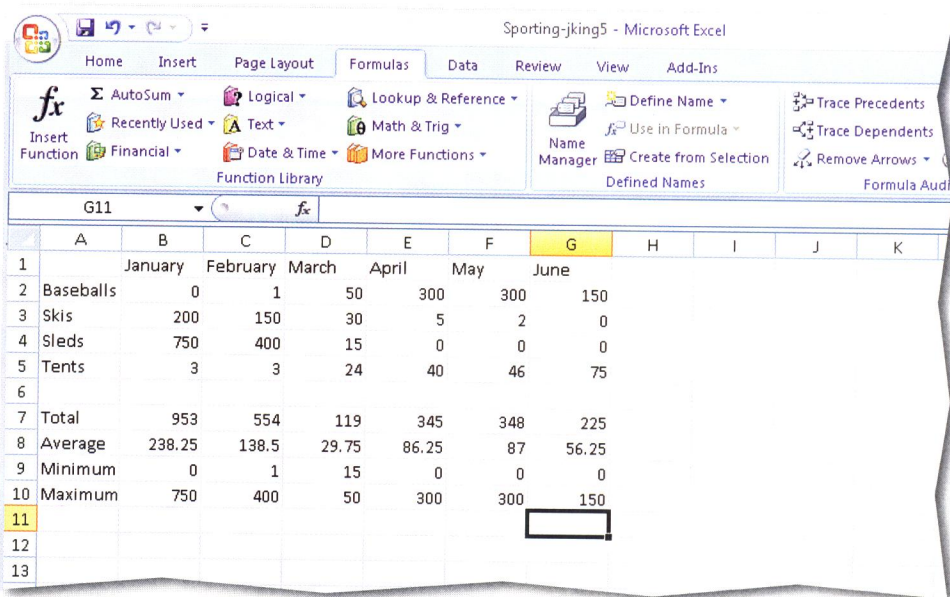 Sporting-jking5 - Microsoft Excel
Home Insert Page Layout Formulas Data Review View Add-Ins
fx Insert Function
Σ AutoSum
Recently Used
Financial
Logical
Text
Date & Time
Lookup & Reference
Math & Trig
More Functions
Function Library
Name Manager
Define Name
Use in Formula
Create from Selection
Defined Names
Trace Precedents
Trace Dependents
Remove Arrows
Formula Audi
G11 fx
A B C D E F G H I J K
1 January February March April May June
2 Baseballs 0 1 50 300 300 150
3 Skis 200 150 30 5 2 0
4 Sleds 750 400 15 0 0 0
5 Tents 3 3 24 40 46 75
6
7 Total 953 554 119 345 348 225
8 Average 238.25 138.5 29.75 86.25 87 56.25
9 Minimum 0 1 15 0 0 0
10 Maximum 750 400 50 300 300 150
11
12
13